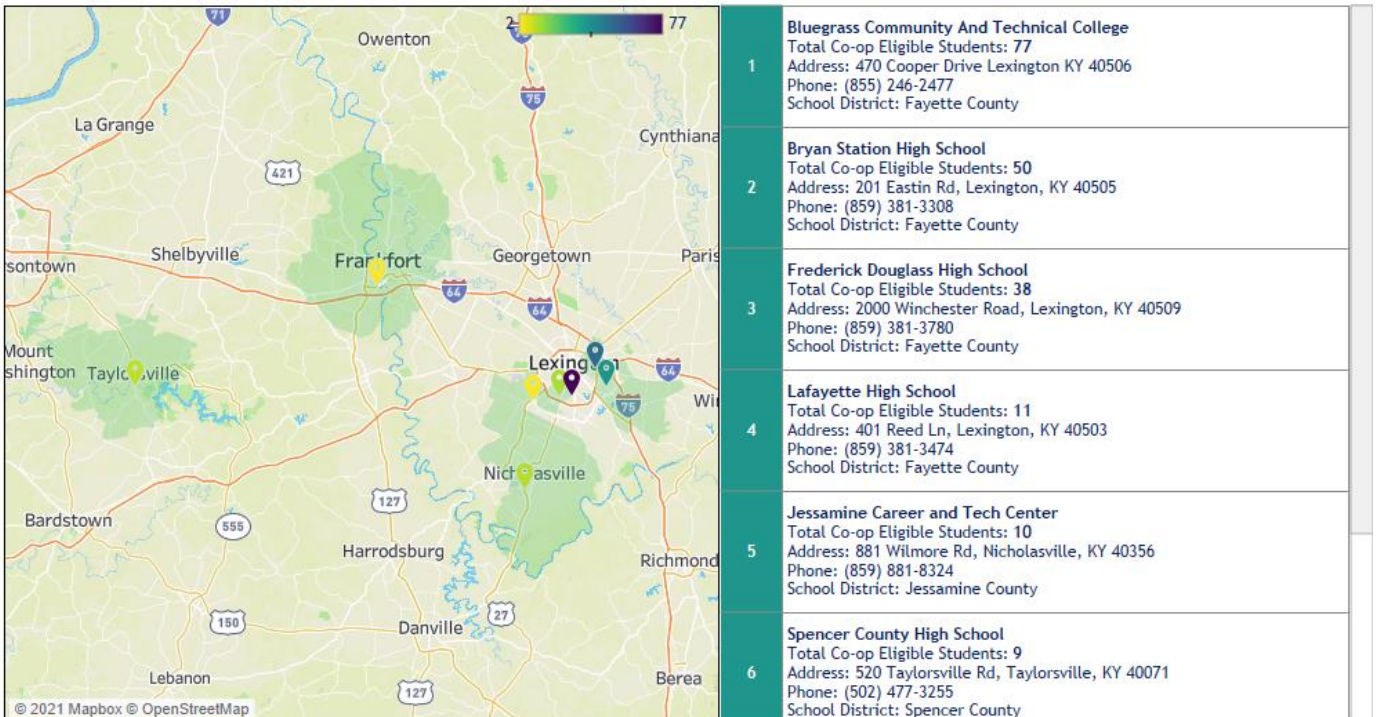 71
2
77
Owenton
75
La Grange
Cynthiana
421
Shelbyville
Frankfort
Georgetown
Paris
rsontown
64
64
Mount
shington
Taylorsville
Lexington
64
75
Wi
Nicholasville
127
Bardstown
555
Harrodsburg
Richmond
150
27
Danville
Lebanon
127
Berea
© 2021 Mapbox © OpenStreetMap
1
Bluegrass Community And Technical College
Total Co-op Eligible Students: 77
Address: 470 Cooper Drive Lexington KY 40506
Phone: (855) 246-2477
School District: Fayette County
2
Bryan Station High School
Total Co-op Eligible Students: 50
Address: 201 Eastin Rd, Lexington, KY 40505
Phone: (859) 381-3308
School District: Fayette County
3
Frederick Douglass High School
Total Co-op Eligible Students: 38
Address: 2000 Winchester Road, Lexington, KY 40509
Phone: (859) 381-3780
School District: Fayette County
4
Lafayette High School
Total Co-op Eligible Students: 11
Address: 401 Reed Ln, Lexington, KY 40503
Phone: (859) 381-3474
School District: Fayette County
5
Jessamine Career and Tech Center
Total Co-op Eligible Students: 10
Address: 881 Wilmore Rd, Nicholasville, KY 40356
Phone: (859) 881-8324
School District: Jessamine County
6
Spencer County High School
Total Co-op Eligible Students: 9
Address: 520 Taylorsville Rd, Taylorsville, KY 40071
Phone: (502) 477-3255
School District: Spencer County